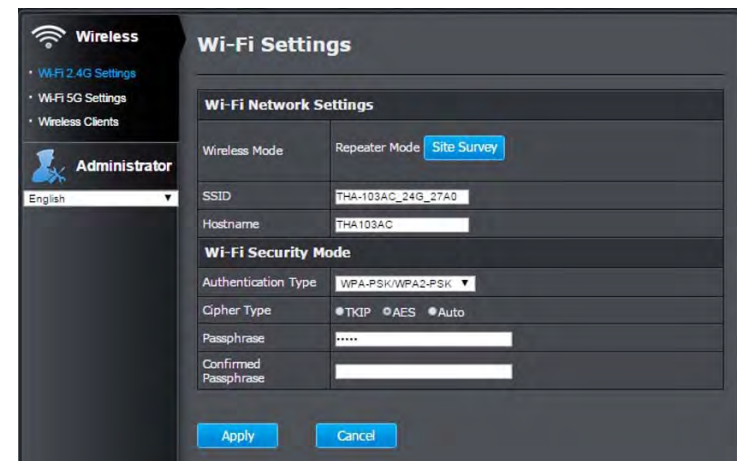 Wireless
• Wi-Fi 2.4G Settings
• Wi-Fi 5G Settings
• Wireless Clients
Administrator
English
Wi-Fi Settings
Wi-Fi Network Settings
Wireless Mode Repeater Mode Site Survey
SSID THA-103AC_24G_27A0
Hostname THA103AC
Wi-Fi Security Mode
Authentication Type WPA-PSK/WPA2-PSK
Cipher Type TKIP AES Auto
Passphrase •••••
Confirmed
Passphrase
Apply Cancel